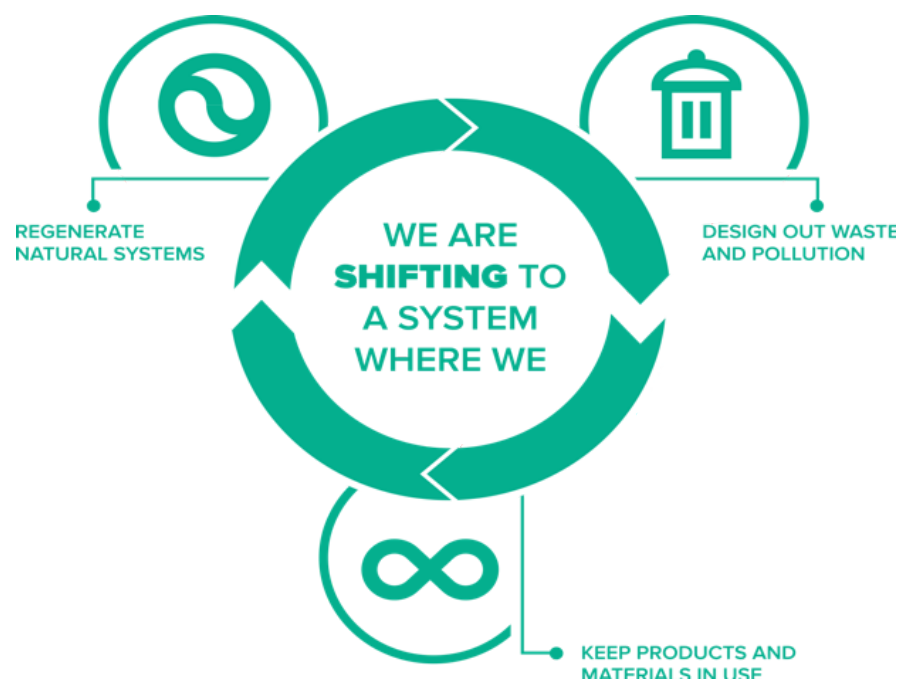 REGENERATE
NATURAL SYSTEMS
DESIGN OUT WASTE
AND POLLUTION
WE ARE
SHIFTING TO
A SYSTEM
WHERE WE
KEEP PRODUCTS AND
MATERIALS IN USE